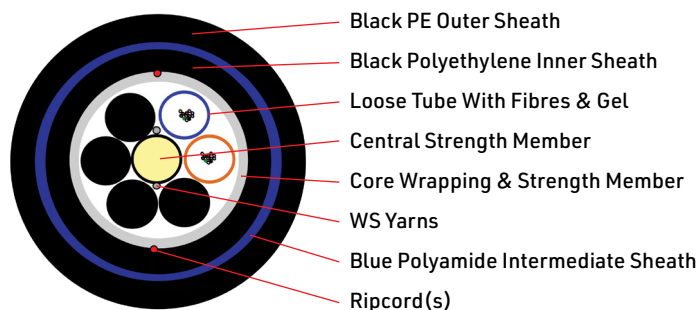 Black PE Outer Sheath
Black Polyethylene Inner Sheath
Loose Tube With Fibres & Gel
Central Strength Member
Core Wrapping & Strength Member
WS Yarns
Blue Polyamide Intermediate Sheath
Ripcord(s)